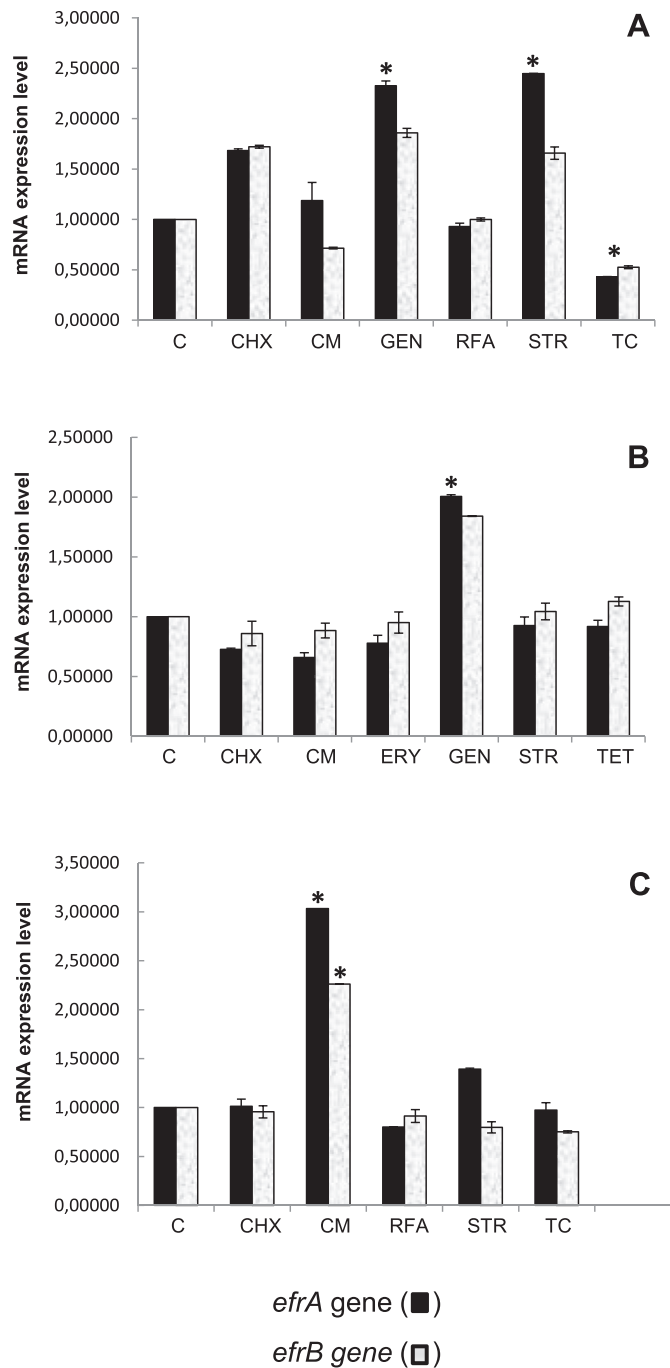 A
mRNA expression level
3,00000
2,50000
2,00000
1,50000
1,00000
0,50000
0,00000
* * *
C CHX CM GEN RFA STR TC
B
mRNA expression level
2,50000
2,00000
1,50000
1,00000
0,50000
0,00000
*
C CHX CM ERY GEN STR TET
C
mRNA expression level
3,50000
3,00000
2,50000
2,00000
1,50000
1,00000
0,50000
0,00000
* *
C CHX CM RFA STR TC
efrA gene (■)
efrB gene (□)